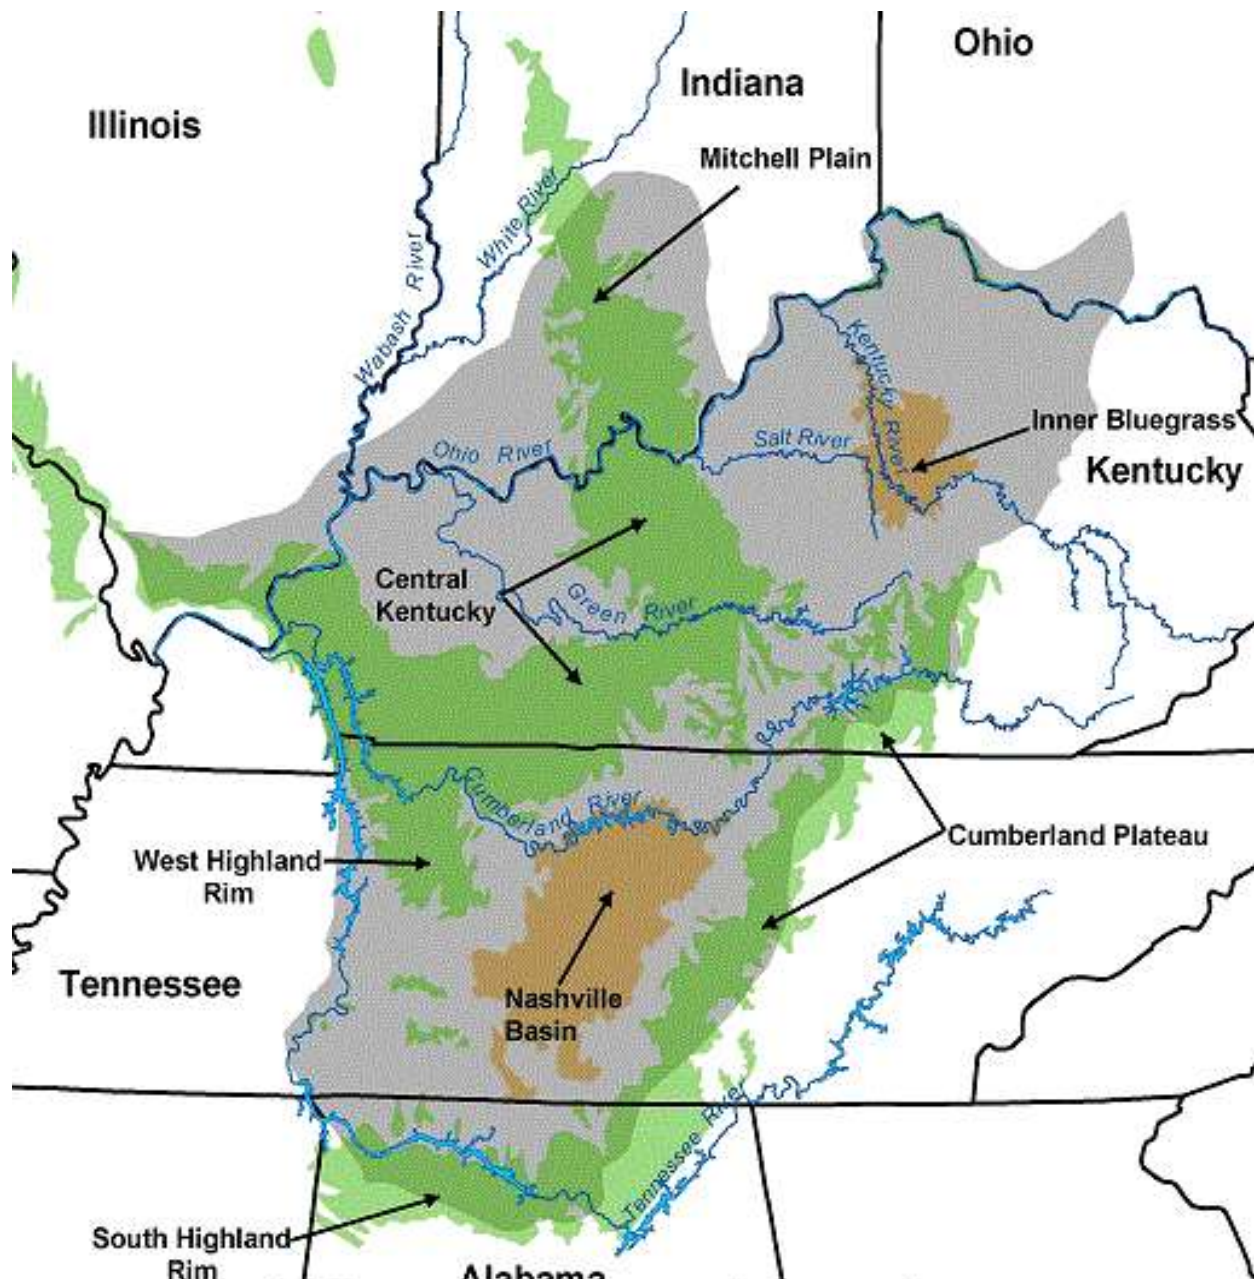 Ohio
Indiana
Illinois
Mitchell Plain
White River
Wabash River
Kentucky River
Inner Bluegrass
Salt River
Ohio River
Kentucky
Central
Kentucky
Green River
Cumberland River
Cumberland Plateau
West Highland
Rim
Tennessee
Nashville
Basin
Tennessee River
South Highland
Rim
Alabama